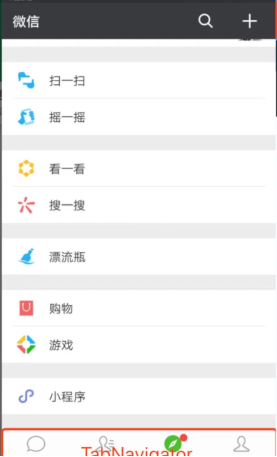 微信
扫一扫
摇一摇
看一看
搜一搜
漂流瓶
购物
游戏
小程序
TabNavigator